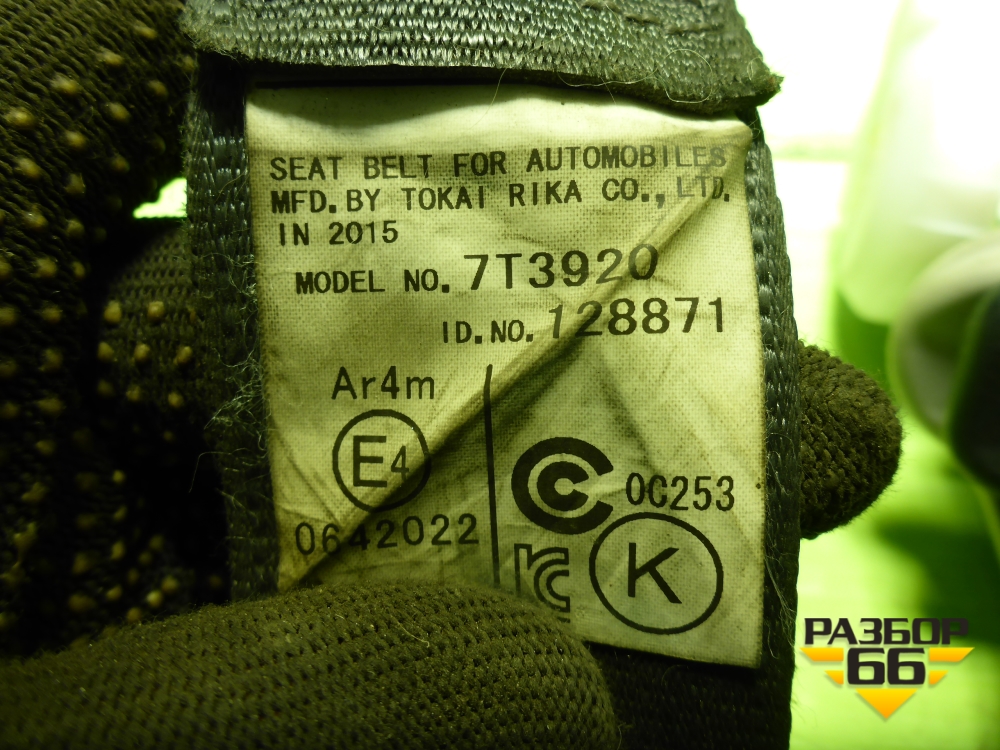 SEAT BELT FOR AUTOMOBILES
MFD. BY TOKAI RIKA CO., LTD.
IN 2015
MODEL NO. 7T3920
ID. NO. 128871
Ar4m
E4
0642022
CCC 0C253
K
РАЗБОР
66